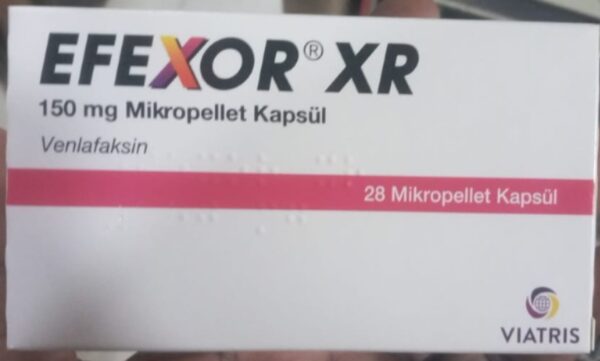 EFEXOR® XR
150 mg Mikropellet Kapsül
Venlafaksin
28 Mikropellet Kapsül
VIATRIS